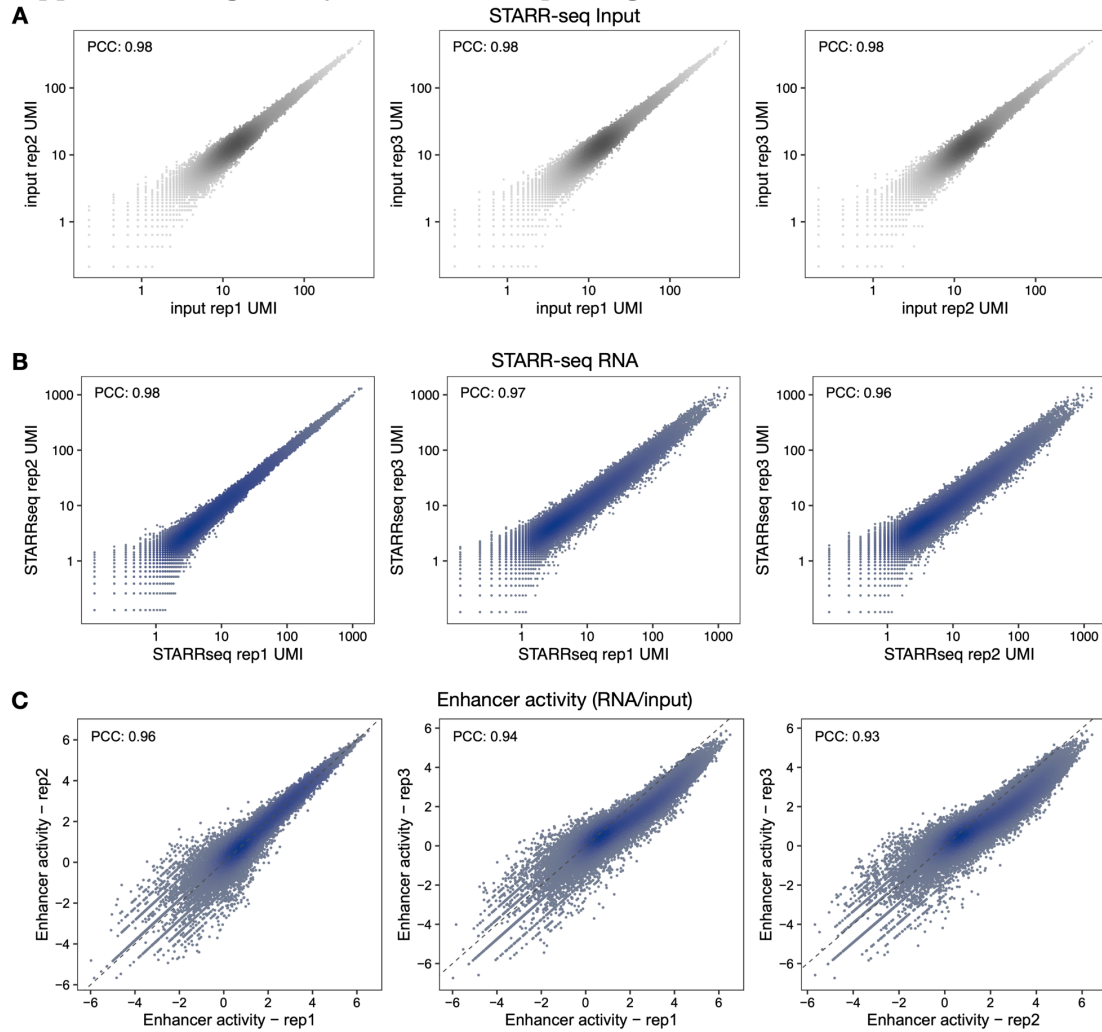 A
STARR-seq Input
PCC: 0.98
100
10
1
input rep2 UMI
1
10
100
input rep1 UMI
PCC: 0.98
100
10
1
input rep3 UMI
1
10
100
input rep1 UMI
PCC: 0.98
100
10
1
input rep3 UMI
1
10
100
input rep2 UMI
B
STARR-seq RNA
PCC: 0.98
1000
100
10
1
STARRseq rep2 UMI
1
10
100
1000
STARRseq rep1 UMI
PCC: 0.97
1000
100
10
1
STARRseq rep3 UMI
1
10
100
1000
STARRseq rep1 UMI
PCC: 0.96
1000
100
10
1
STARRseq rep3 UMI
1
10
100
1000
STARRseq rep2 UMI
C
Enhancer activity (RNA/input)
PCC: 0.96
6
4
2
0
−2
−4
−6
Enhancer activity − rep2
−6
−4
−2
0
2
4
6
Enhancer activity − rep1
PCC: 0.94
6
4
2
0
−2
−4
−6
Enhancer activity − rep3
−6
−4
−2
0
2
4
6
Enhancer activity − rep1
PCC: 0.93
6
4
2
0
−2
−4
−6
Enhancer activity − rep3
−6
−4
−2
0
2
4
6
Enhancer activity − rep2